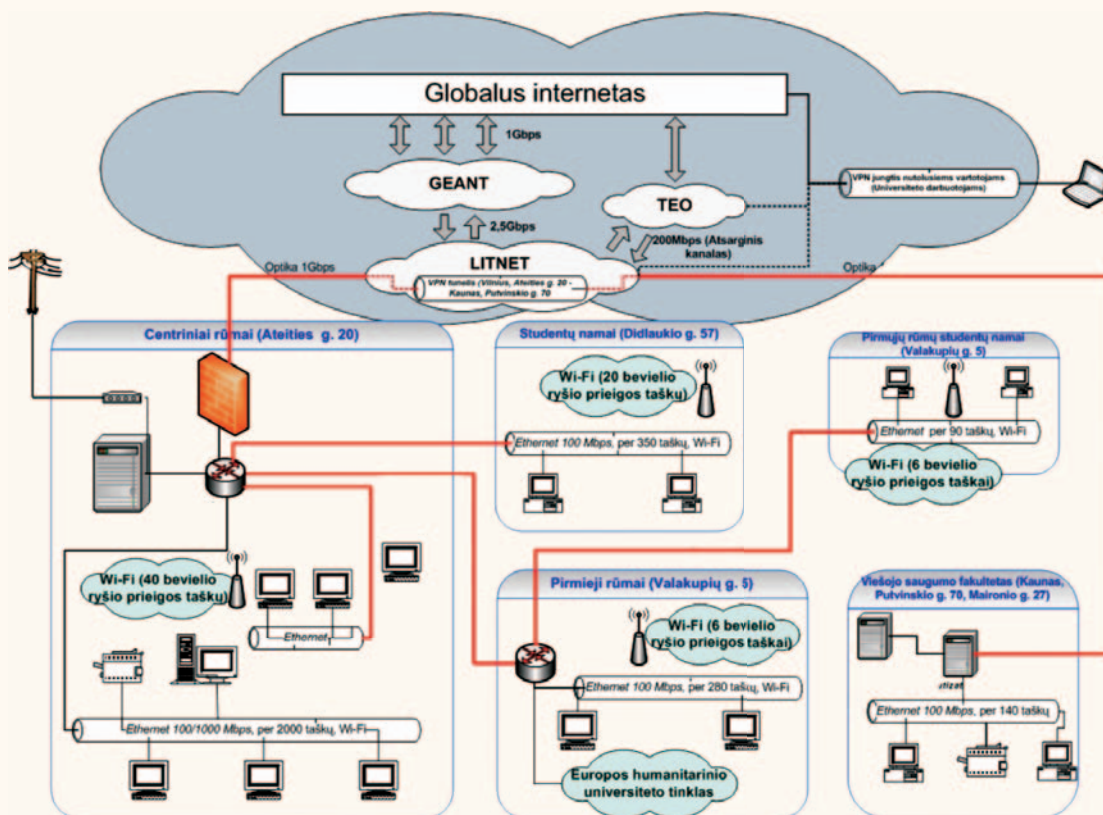 Globalus internetas
1Gbps
GEANT
TEO
VPN jungtis nutolusiems vartotojams
(Universiteto darbuotojams)
2,5Gbps
200Mbps (Atsarginis
kanalas)
LITNET
Optika 1Gbps
VPN tunelis (Vilnius, Ateities g. 20 -
Kaunas, Putvinskio g. 70
Optika
Centriniai rūmai (Ateities g. 20)
Studentų namai (Didlaukio g. 57)
Pirmųjų rūmų studentų namai
(Valakupių g. 5)
Wi-Fi (20 bevielio
ryšio prieigos taškų)
Ethernet 100 Mbps, per 350 taškų, Wi-Fi
Ethernet per 90 taškų, Wi-Fi
Wi-Fi (6 bevielio
ryšio prieigos taškai)
Wi-Fi (40 bevielio
ryšio prieigos taškų)
Ethernet
Pirmieji rūmai (Valakupių g. 5)
Viešojo saugumo fakultetas (Kaunas,
Putvinskio g. 70, Maironio g. 27)
Wi-Fi (6 bevielio
ryšio prieigos taškai)
Ethernet 100 Mbps, per 280 taškų, Wi-Fi
Ethernet 100 Mbps, per 140 taškų
Ethernet 100/1000 Mbps, per 2000 taškų, Wi-Fi
Europos humanitarinio
universiteto tinklas